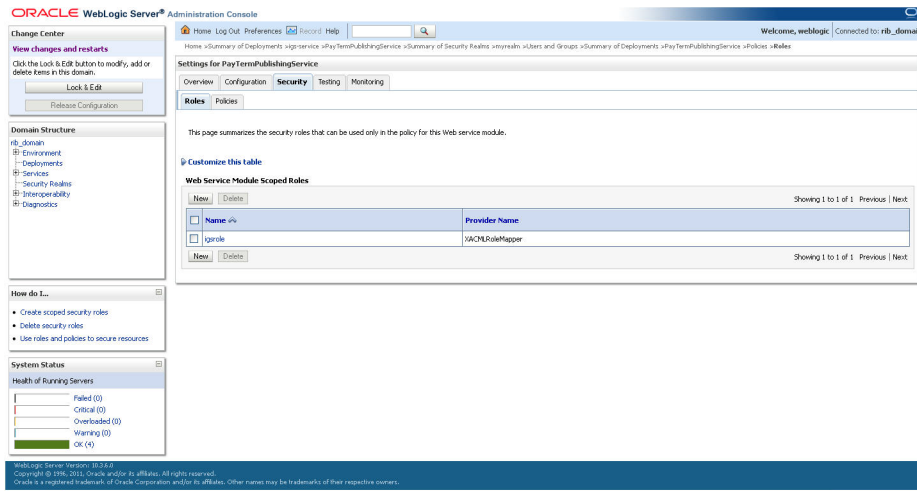 ORACLE WebLogic Server® Administration Console
Change Center
View changes and restarts
Click the Lock & Edit button to modify, add or
delete items in this domain.
Lock & Edit
Release Configuration
Domain Structure
rib_domain
Environment
Deployments
Services
Security Realms
Interoperability
Diagnostics
How do I...
Create scoped security roles
Delete security roles
Use roles and policies to secure resources
System Status
Health of Running Servers
Failed (0)
Critical (0)
Overloaded (0)
Warning (0)
OK (4)
Home Log Out Preferences Record Help
Welcome, weblogic Connected to: rib_domai
Home >Summary of Deployments >igs-service >PayTermPublishingService >Summary of Security Realms >myrealm >Users and Groups >Summary of Deployments >PayTermPublishingService >Policies >Roles
Settings for PayTermPublishingService
Overview Configuration Security Testing Monitoring
Roles Policies
This page summarizes the security roles that can be used only in the policy for this Web service module.
Customize this table
Web Service Module Scoped Roles
New Delete Showing 1 to 1 of 1 Previous | Next
Name Provider Name
igsrole XACMLRoleMapper
New Delete Showing 1 to 1 of 1 Previous | Next
WebLogic Server Version: 10.3.6.0
Copyright © 1996, 2011, Oracle and/or its affiliates. All rights reserved.
Oracle is a registered trademark of Oracle Corporation and/or its affiliates. Other names may be trademarks of their respective owners.